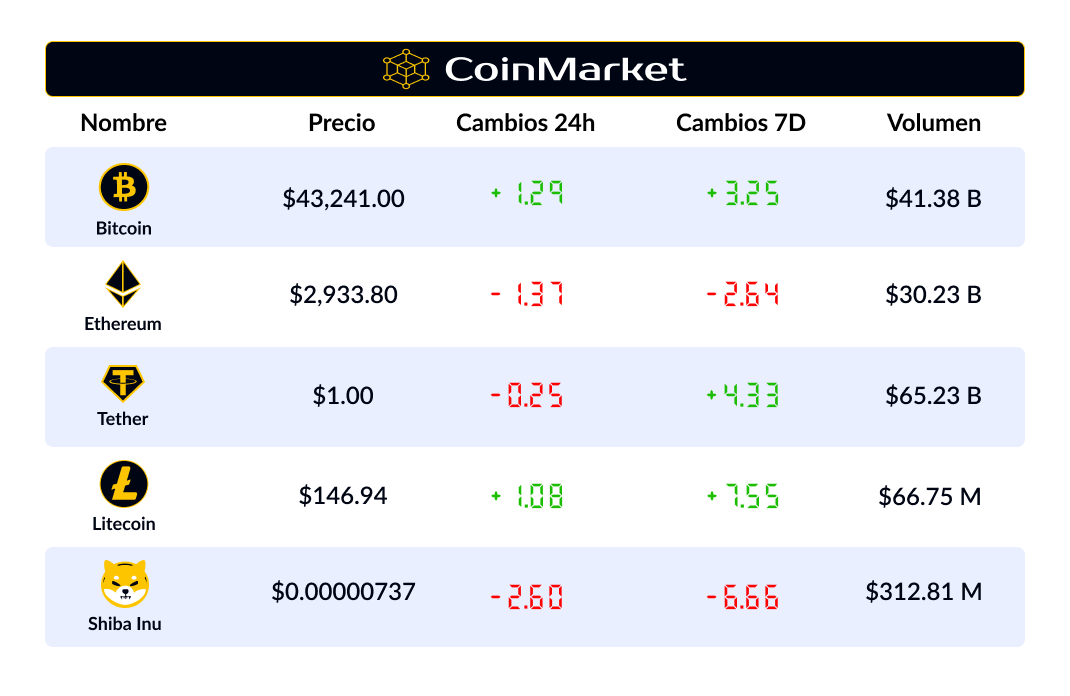 CoinMarket
Nombre Precio Cambios 24h Cambios 7D Volumen
Bitcoin $43,241.00 + 1.29 + 3.25 $41.38 B
Ethereum $2,933.80 - 1.37 - 2.64 $30.23 B
Tether $1.00 - 0.25 + 4.33 $65.23 B
Litecoin $146.94 + 1.08 + 7.55 $66.75 M
Shiba Inu $0.00000737 - 2.60 - 6.66 $312.81 M